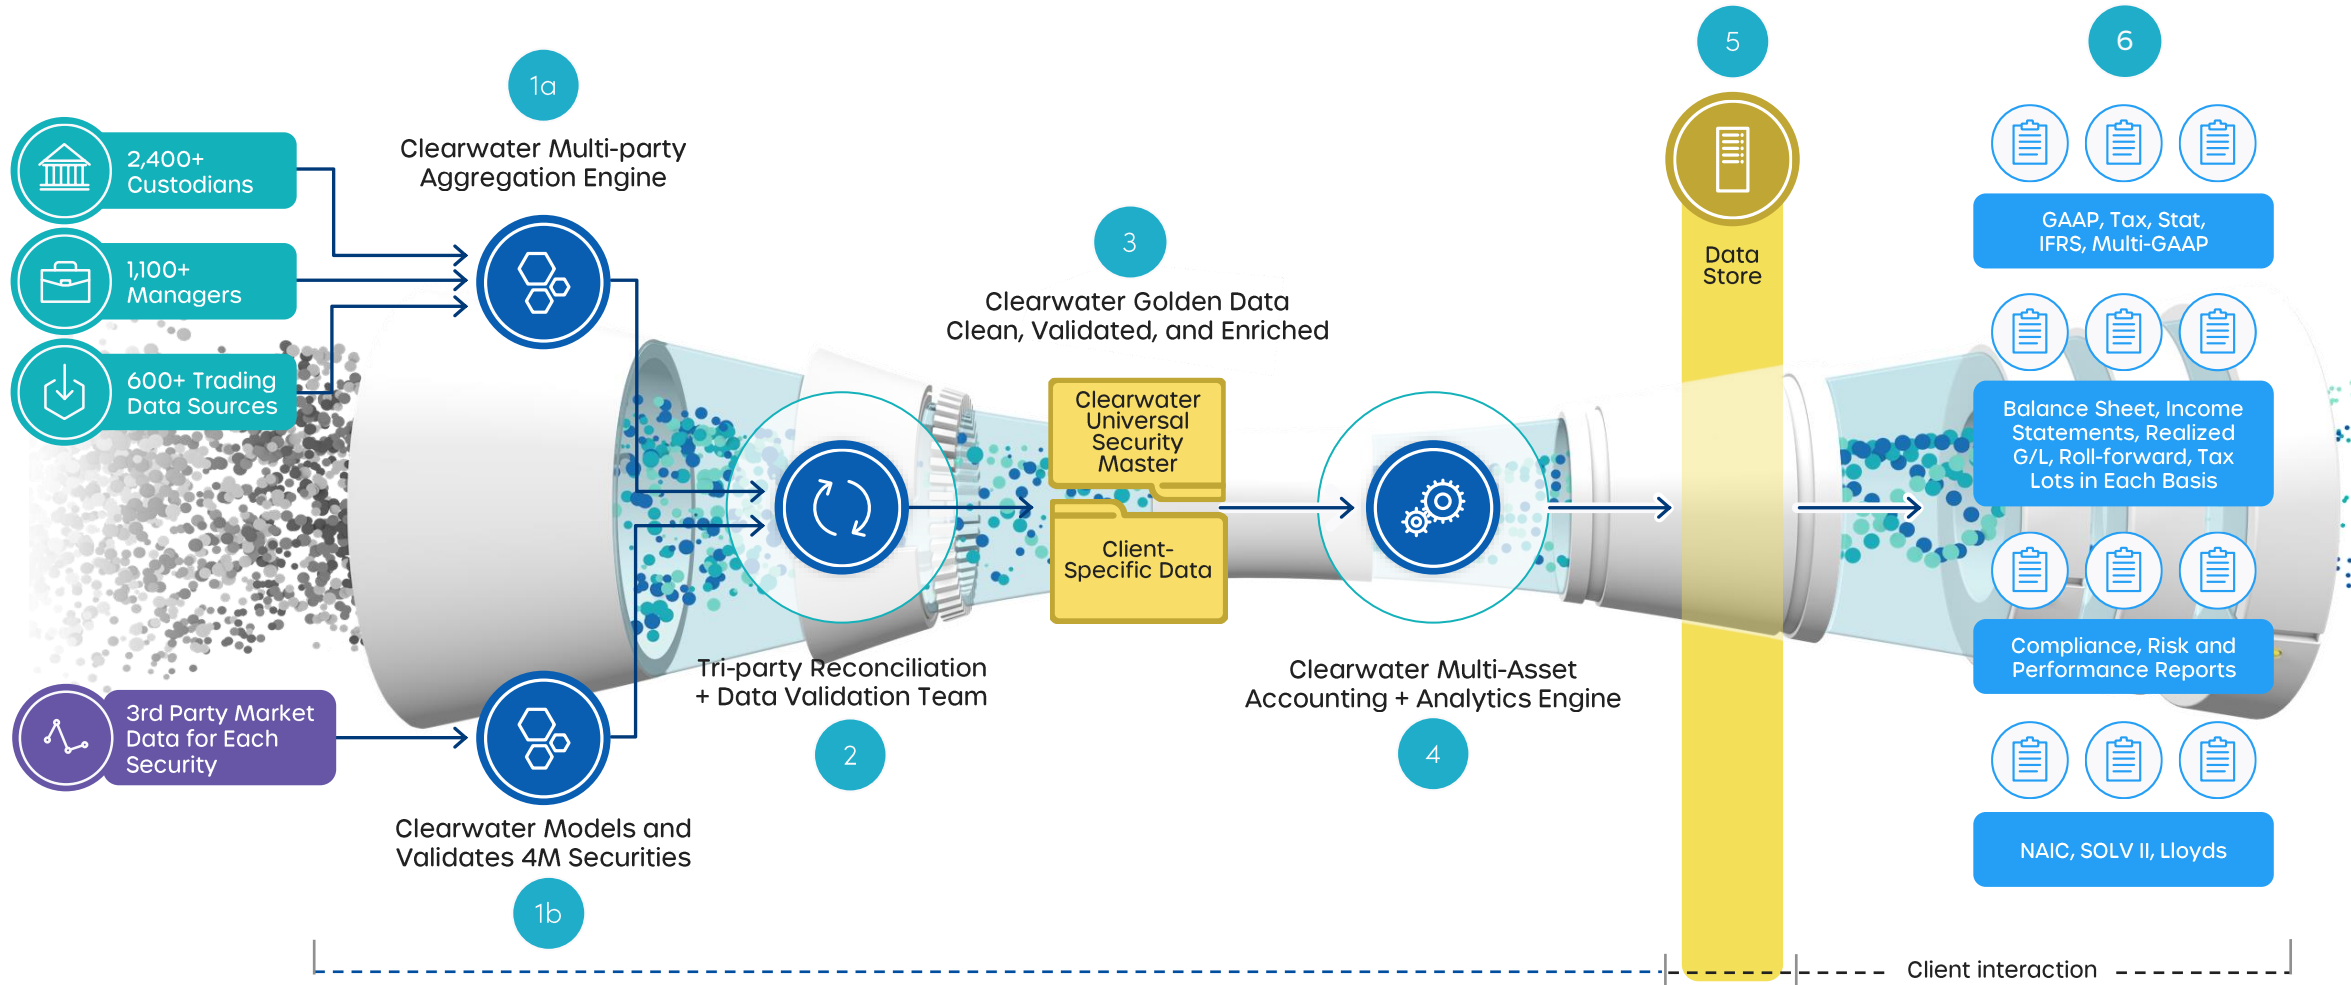 1a
Clearwater Multi-party
Aggregation Engine
2,400+
Custodians
1,100+
Managers
600+ Trading
Data Sources
3rd Party Market
Data for Each
Security
Clearwater Models and
Validates 4M Securities
1b
Tri-party Reconciliation
+ Data Validation Team
2
3
Clearwater Golden Data
Clean, Validated, and Enriched
Clearwater
Universal
Security
Master
Client-
Specific Data
Clearwater Multi-Asset
Accounting + Analytics Engine
4
5
Data
Store
6
GAAP, Tax, Stat,
IFRS, Multi-GAAP
Balance Sheet, Income
Statements, Realized
G/L, Roll-forward, Tax
Lots in Each Basis
Compliance, Risk and
Performance Reports
NAIC, SOLV II, Lloyds
Client interaction